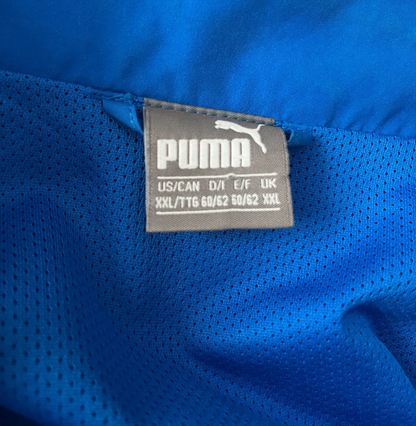 PUMA
US/CAN D/I E/F UK
XXL/TTG 60/62 60/62 XXL